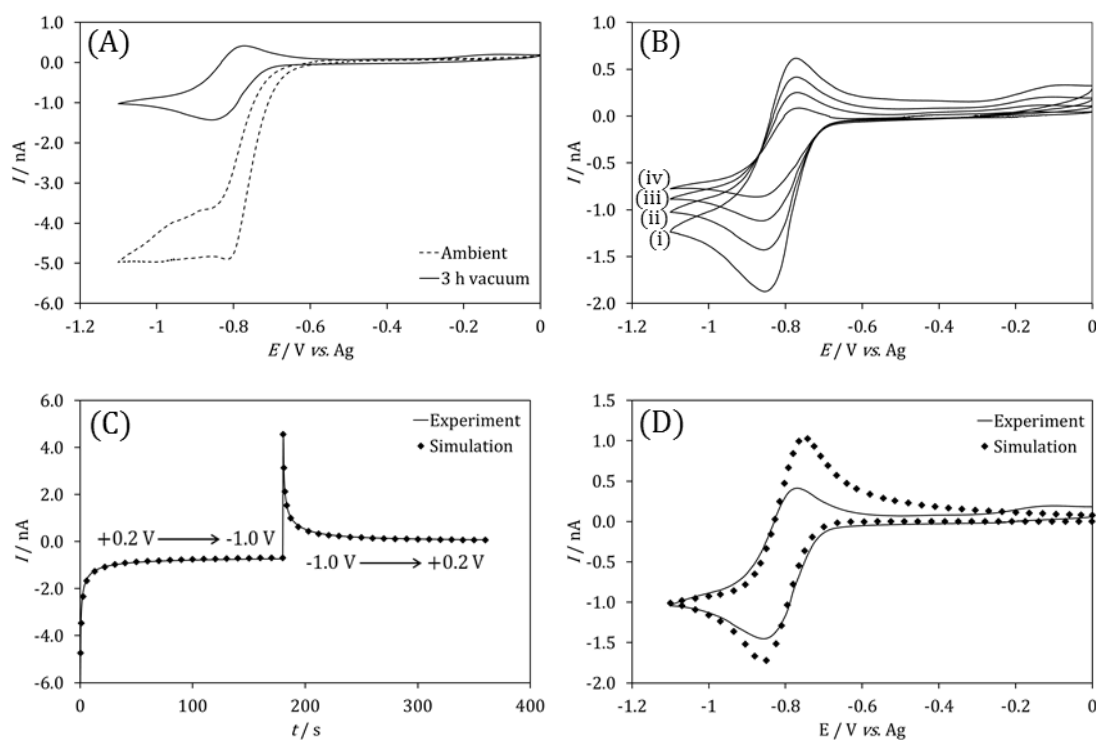 (A)
1.0
0.0
-1.0
-2.0
-3.0
-4.0
-5.0
-6.0
I / nA
Ambient
3 h vacuum
-1.2
-1
-0.8
-0.6
-0.4
-0.2
0
E / V vs. Ag
(B)
1.0
0.5
0.0
-0.5
-1.0
-1.5
-2.0
I / nA
(iv)
(iii)
(ii)
(i)
-1.2
-1
-0.8
-0.6
-0.4
-0.2
0
E / V vs. Ag
(C)
6.0
4.0
2.0
0.0
-2.0
-4.0
-6.0
I / nA
Experiment
Simulation
+0.2 V → -1.0 V
-1.0 V → +0.2 V
0
100
200
300
400
t / s
(D)
1.5
1.0
0.5
0.0
-0.5
-1.0
-1.5
-2.0
I / nA
Experiment
Simulation
-1.2
-1
-0.8
-0.6
-0.4
-0.2
0
E / V vs. Ag